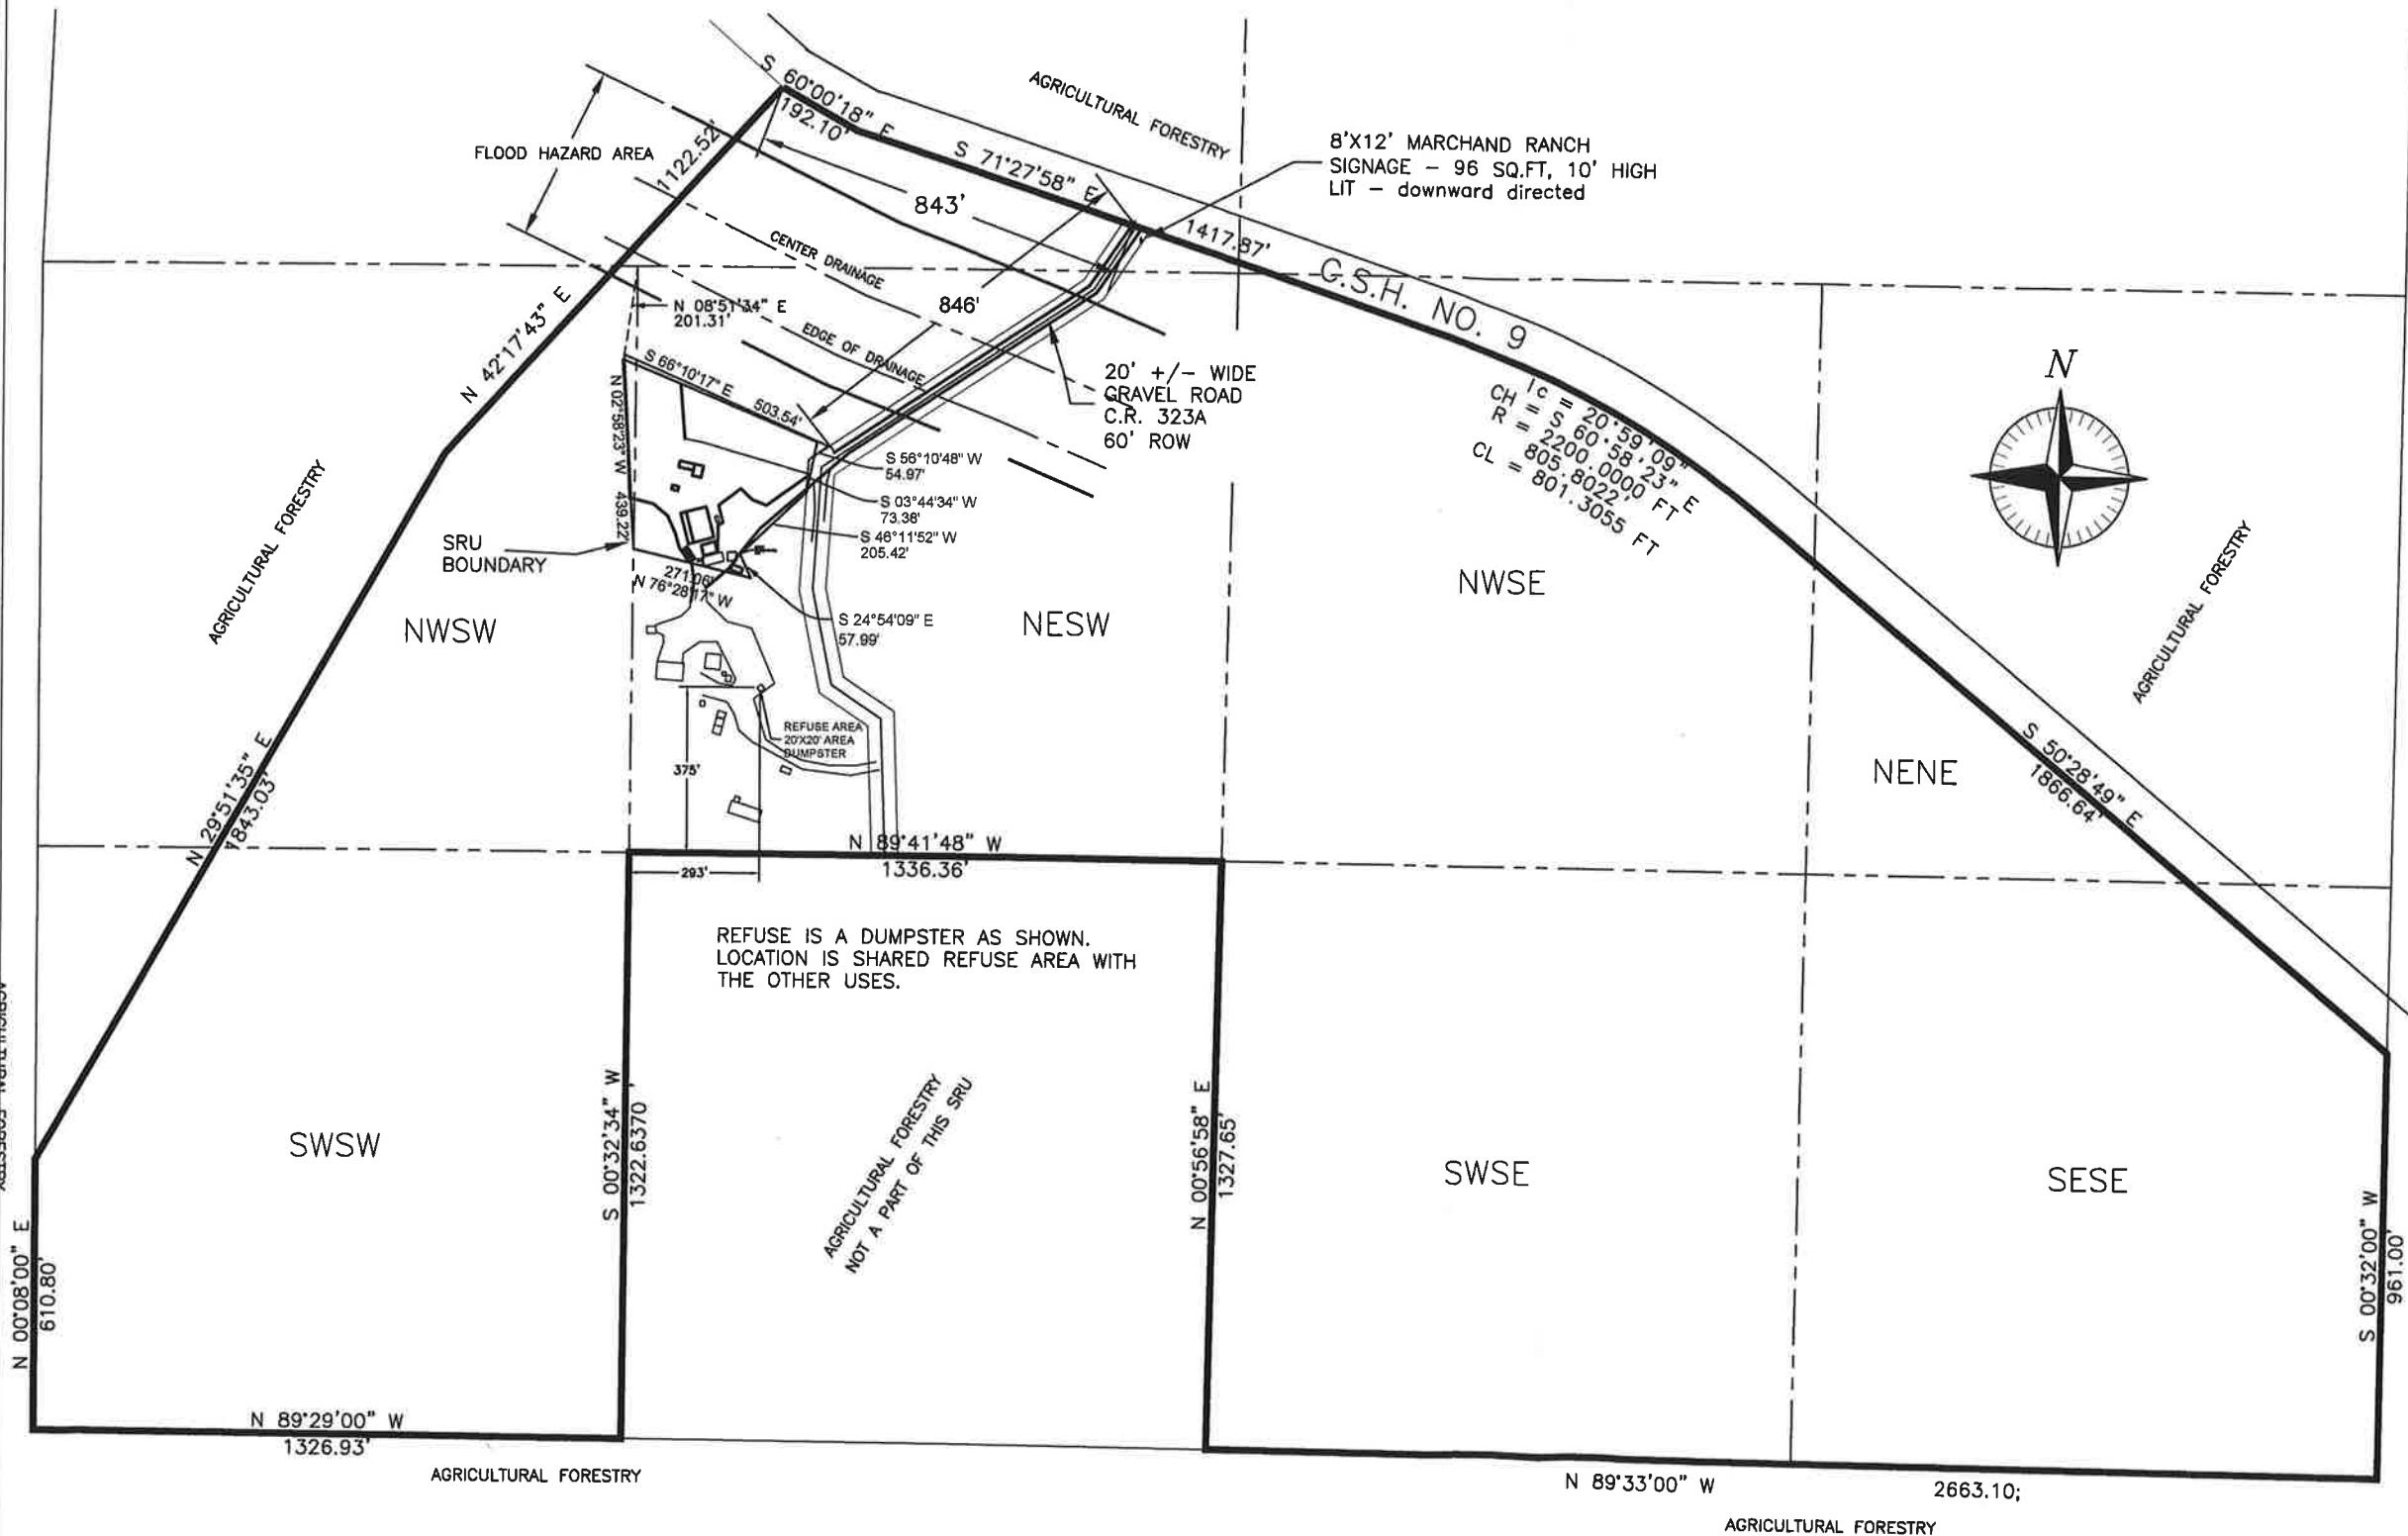 S 60°00'18" E
192.10'
AGRICULTURAL FORESTRY
FLOOD HAZARD AREA
1122.52'
S 71°27'58" E
843'
8'X12' MARCHAND RANCH
SIGNAGE - 96 SQ.FT, 10' HIGH
LIT - downward directed
1417.87'
CENTER DRAINAGE
G.S.H. NO. 9
N 42°17'43" E
N 08°51'34" E
201.31'
846'
EDGE OF DRAINAGE
20' +/- WIDE
GRAVEL ROAD
C.R. 323A
60' ROW
N
S 66°10'17" E
503.54'
N 02°58'23" W
439.22'
lc = 20°59'09"
CH = S 60°58'23" E
R = 2200.0000 FT
805.8022'
CL = 801.3055 FT
S 56°10'48" W
54.97'
S 03°44'34" W
73.38'
S 46°11'52" W
205.42'
SRU
BOUNDARY
271.06'
N 76°28'17" W
S 24°54'09" E
57.99'
AGRICULTURAL FORESTRY
NWSW
NESW
NWSE
AGRICULTURAL FORESTRY
REFUSE AREA
20'X20' AREA
DUMPSTER
375'
N 29°51'35" E
1843.03'
NENE
S 50°28'49" E
1866.64'
N 89°41'48" W
1336.36'
293'
REFUSE IS A DUMPSTER AS SHOWN.
LOCATION IS SHARED REFUSE AREA WITH
THE OTHER USES.
SWSW
S 00°32'34" W
1322.6370 '
AGRICULTURAL FORESTRY
NOT A PART OF THIS SRU
N 00°56'58" E
1327.65'
SWSE
SESE
N 00°08'00" E
610.80'
S 00°32'00" W
961.00'
N 89°29'00" W
1326.93'
AGRICULTURAL FORESTRY
N 89°33'00" W
2663.10;
AGRICULTURAL FORESTRY